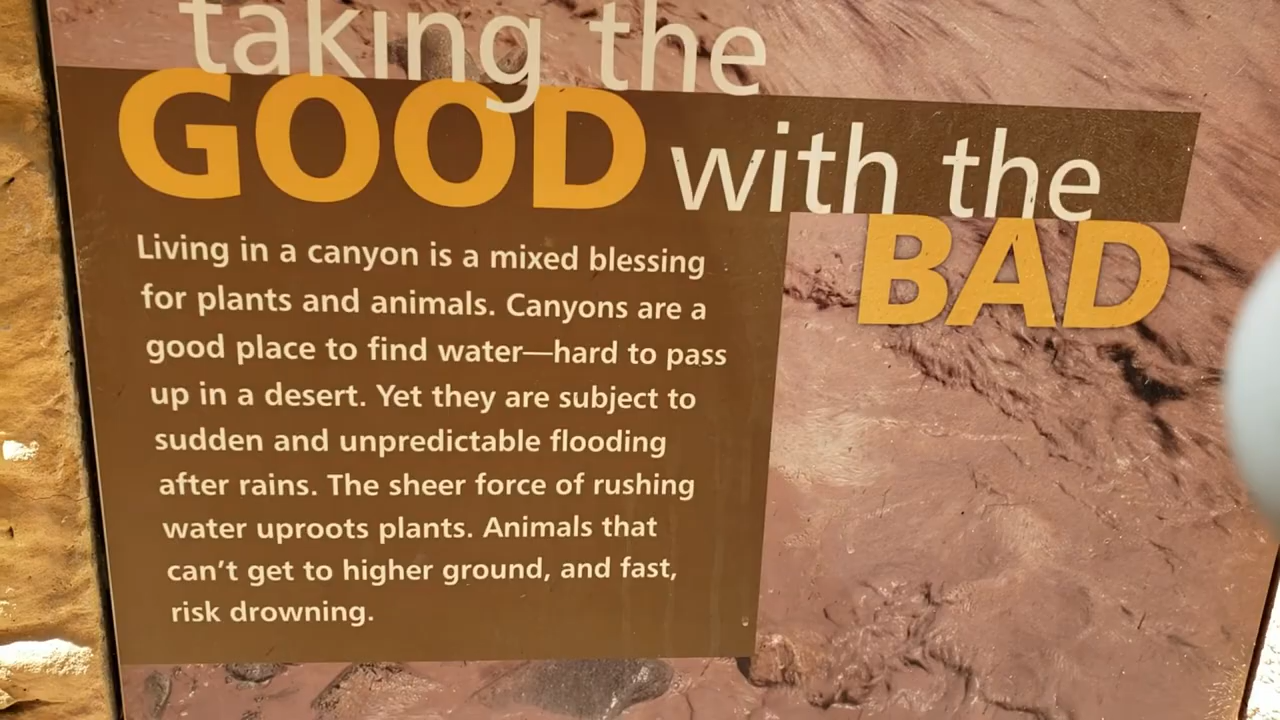 taking the
GOOD with the
BAD
Living in a canyon is a mixed blessing
for plants and animals. Canyons are a
good place to find water—hard to pass
up in a desert. Yet they are subject to
sudden and unpredictable flooding
after rains. The sheer force of rushing
water uproots plants. Animals that
can’t get to higher ground, and fast,
risk drowning.